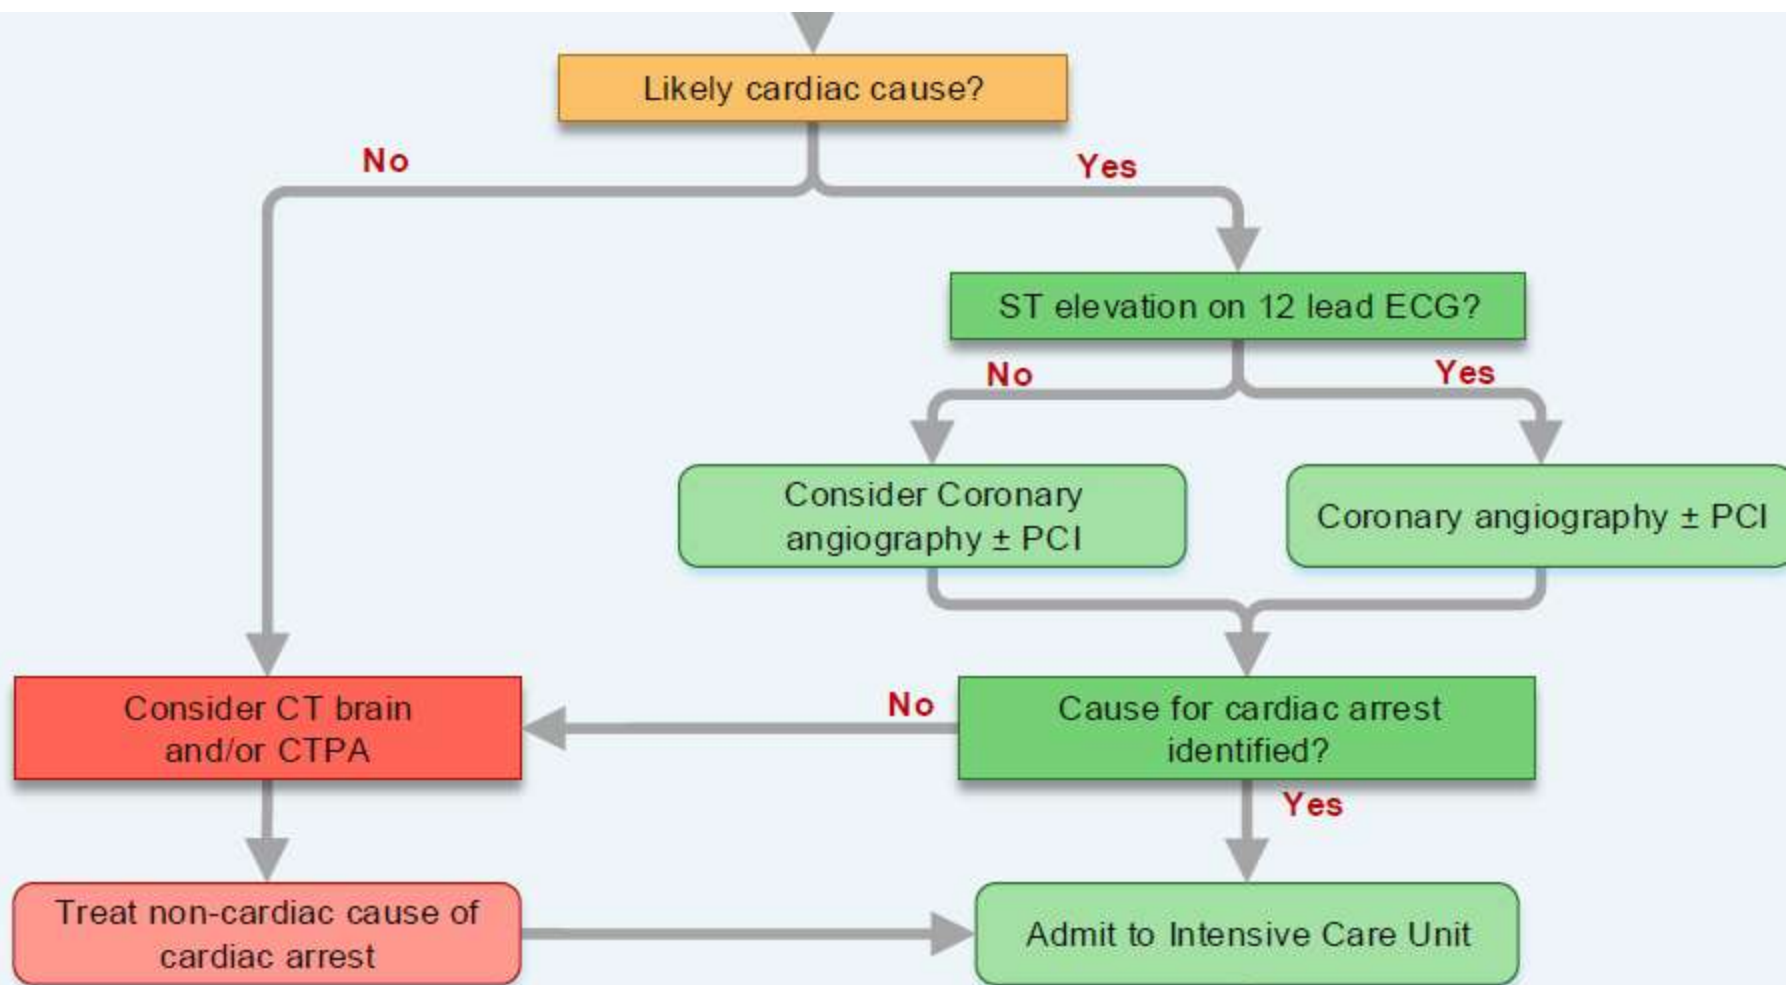 Likely cardiac cause?
No
Yes
ST elevation on 12 lead ECG?
No
Yes
Consider Coronary
angiography ± PCI
Coronary angiography ± PCI
Consider CT brain
and/or CTPA
No
Cause for cardiac arrest
identified?
Yes
Treat non-cardiac cause of
cardiac arrest
Admit to Intensive Care Unit